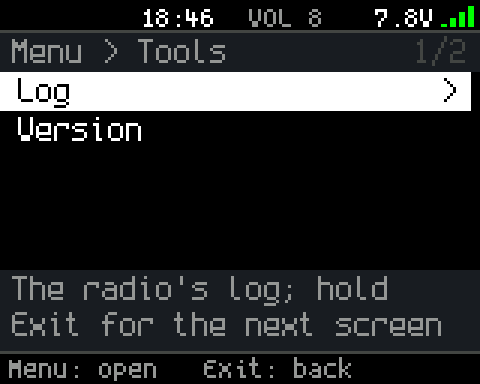 18:46 VOL 8 7.8V
Menu > Tools 1/2
Log >
Version
The radio's log; hold
Exit for the next screen
Menu: open Exit: back